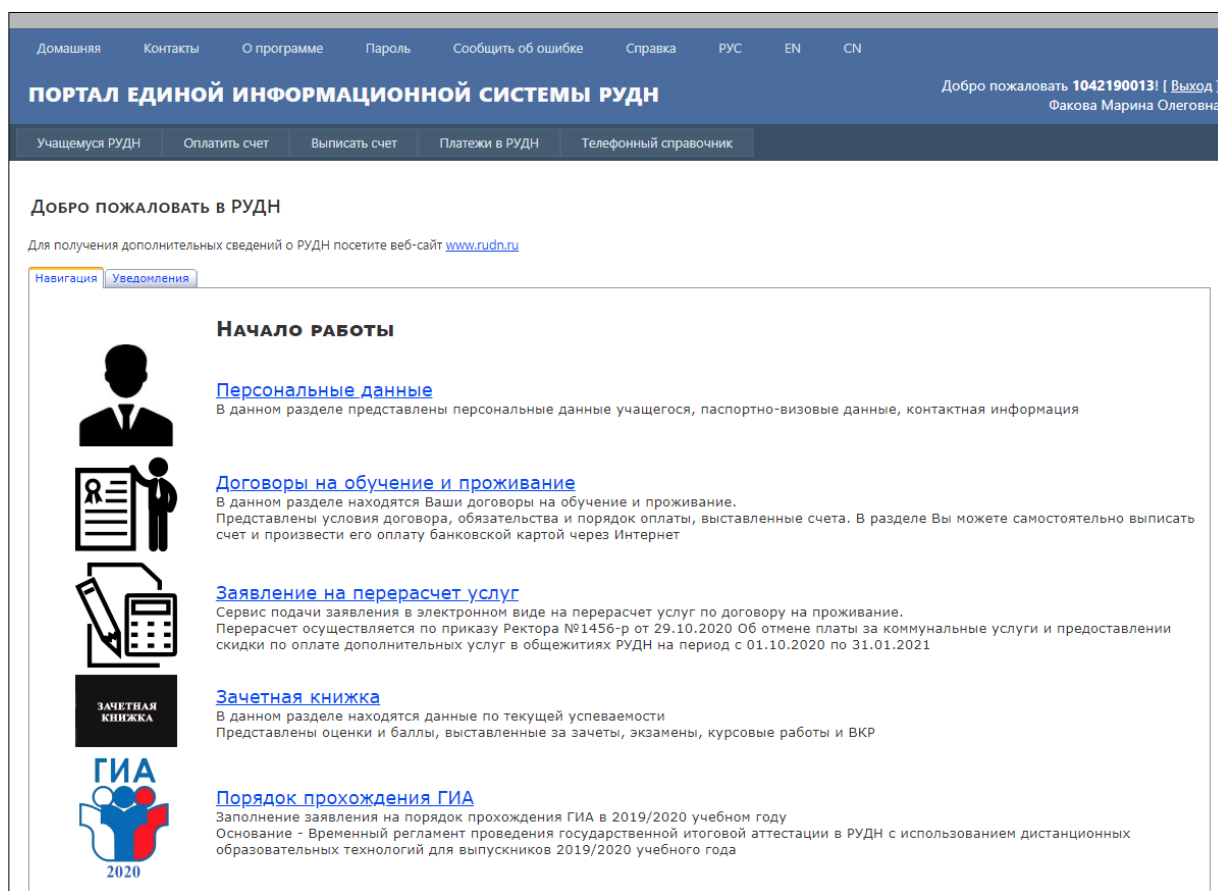 Домашняя Контакты О программе Пароль Сообщить об ошибке Справка РУС EN CN
ПОРТАЛ ЕДИНОЙ ИНФОРМАЦИОННОЙ СИСТЕМЫ РУДН
Добро пожаловать 1042190013! [ Выход ]
Факова Марина Олеговна
Учащемуся РУДН Оплатить счет Выписать счет Платежи в РУДН Телефонный справочник
Добро пожаловать в РУДН
Для получения дополнительных сведений о РУДН посетите веб-сайт www.rudn.ru
Навигация Уведомления
Начало работы
Персональные данные
В данном разделе представлены персональные данные учащегося, паспортно-визовые данные, контактная информация
Договоры на обучение и проживание
В данном разделе находятся Ваши договоры на обучение и проживание.
Представлены условия договора, обязательства и порядок оплаты, выставленные счета. В разделе Вы можете самостоятельно выписать
счет и произвести его оплату банковской картой через Интернет
Заявление на перерасчет услуг
Сервис подачи заявления в электронном виде на перерасчет услуг по договору на проживание.
Перерасчет осуществляется по приказу Ректора №1456-р от 29.10.2020 Об отмене платы за коммунальные услуги и предоставлении
скидки по оплате дополнительных услуг в общежитиях РУДН на период с 01.10.2020 по 31.01.2021
ЗАЧЕТНАЯ
КНИЖКА
Зачетная книжка
В данном разделе находятся данные по текущей успеваемости
Представлены оценки и баллы, выставленные за зачеты, экзамены, курсовые работы и ВКР
ГИА
2020
Порядок прохождения ГИА
Заполнение заявления на порядок прохождения ГИА в 2019/2020 учебном году
Основание - Временный регламент проведения государственной итоговой аттестации в РУДН с использованием дистанционных
образовательных технологий для выпускников 2019/2020 учебного года